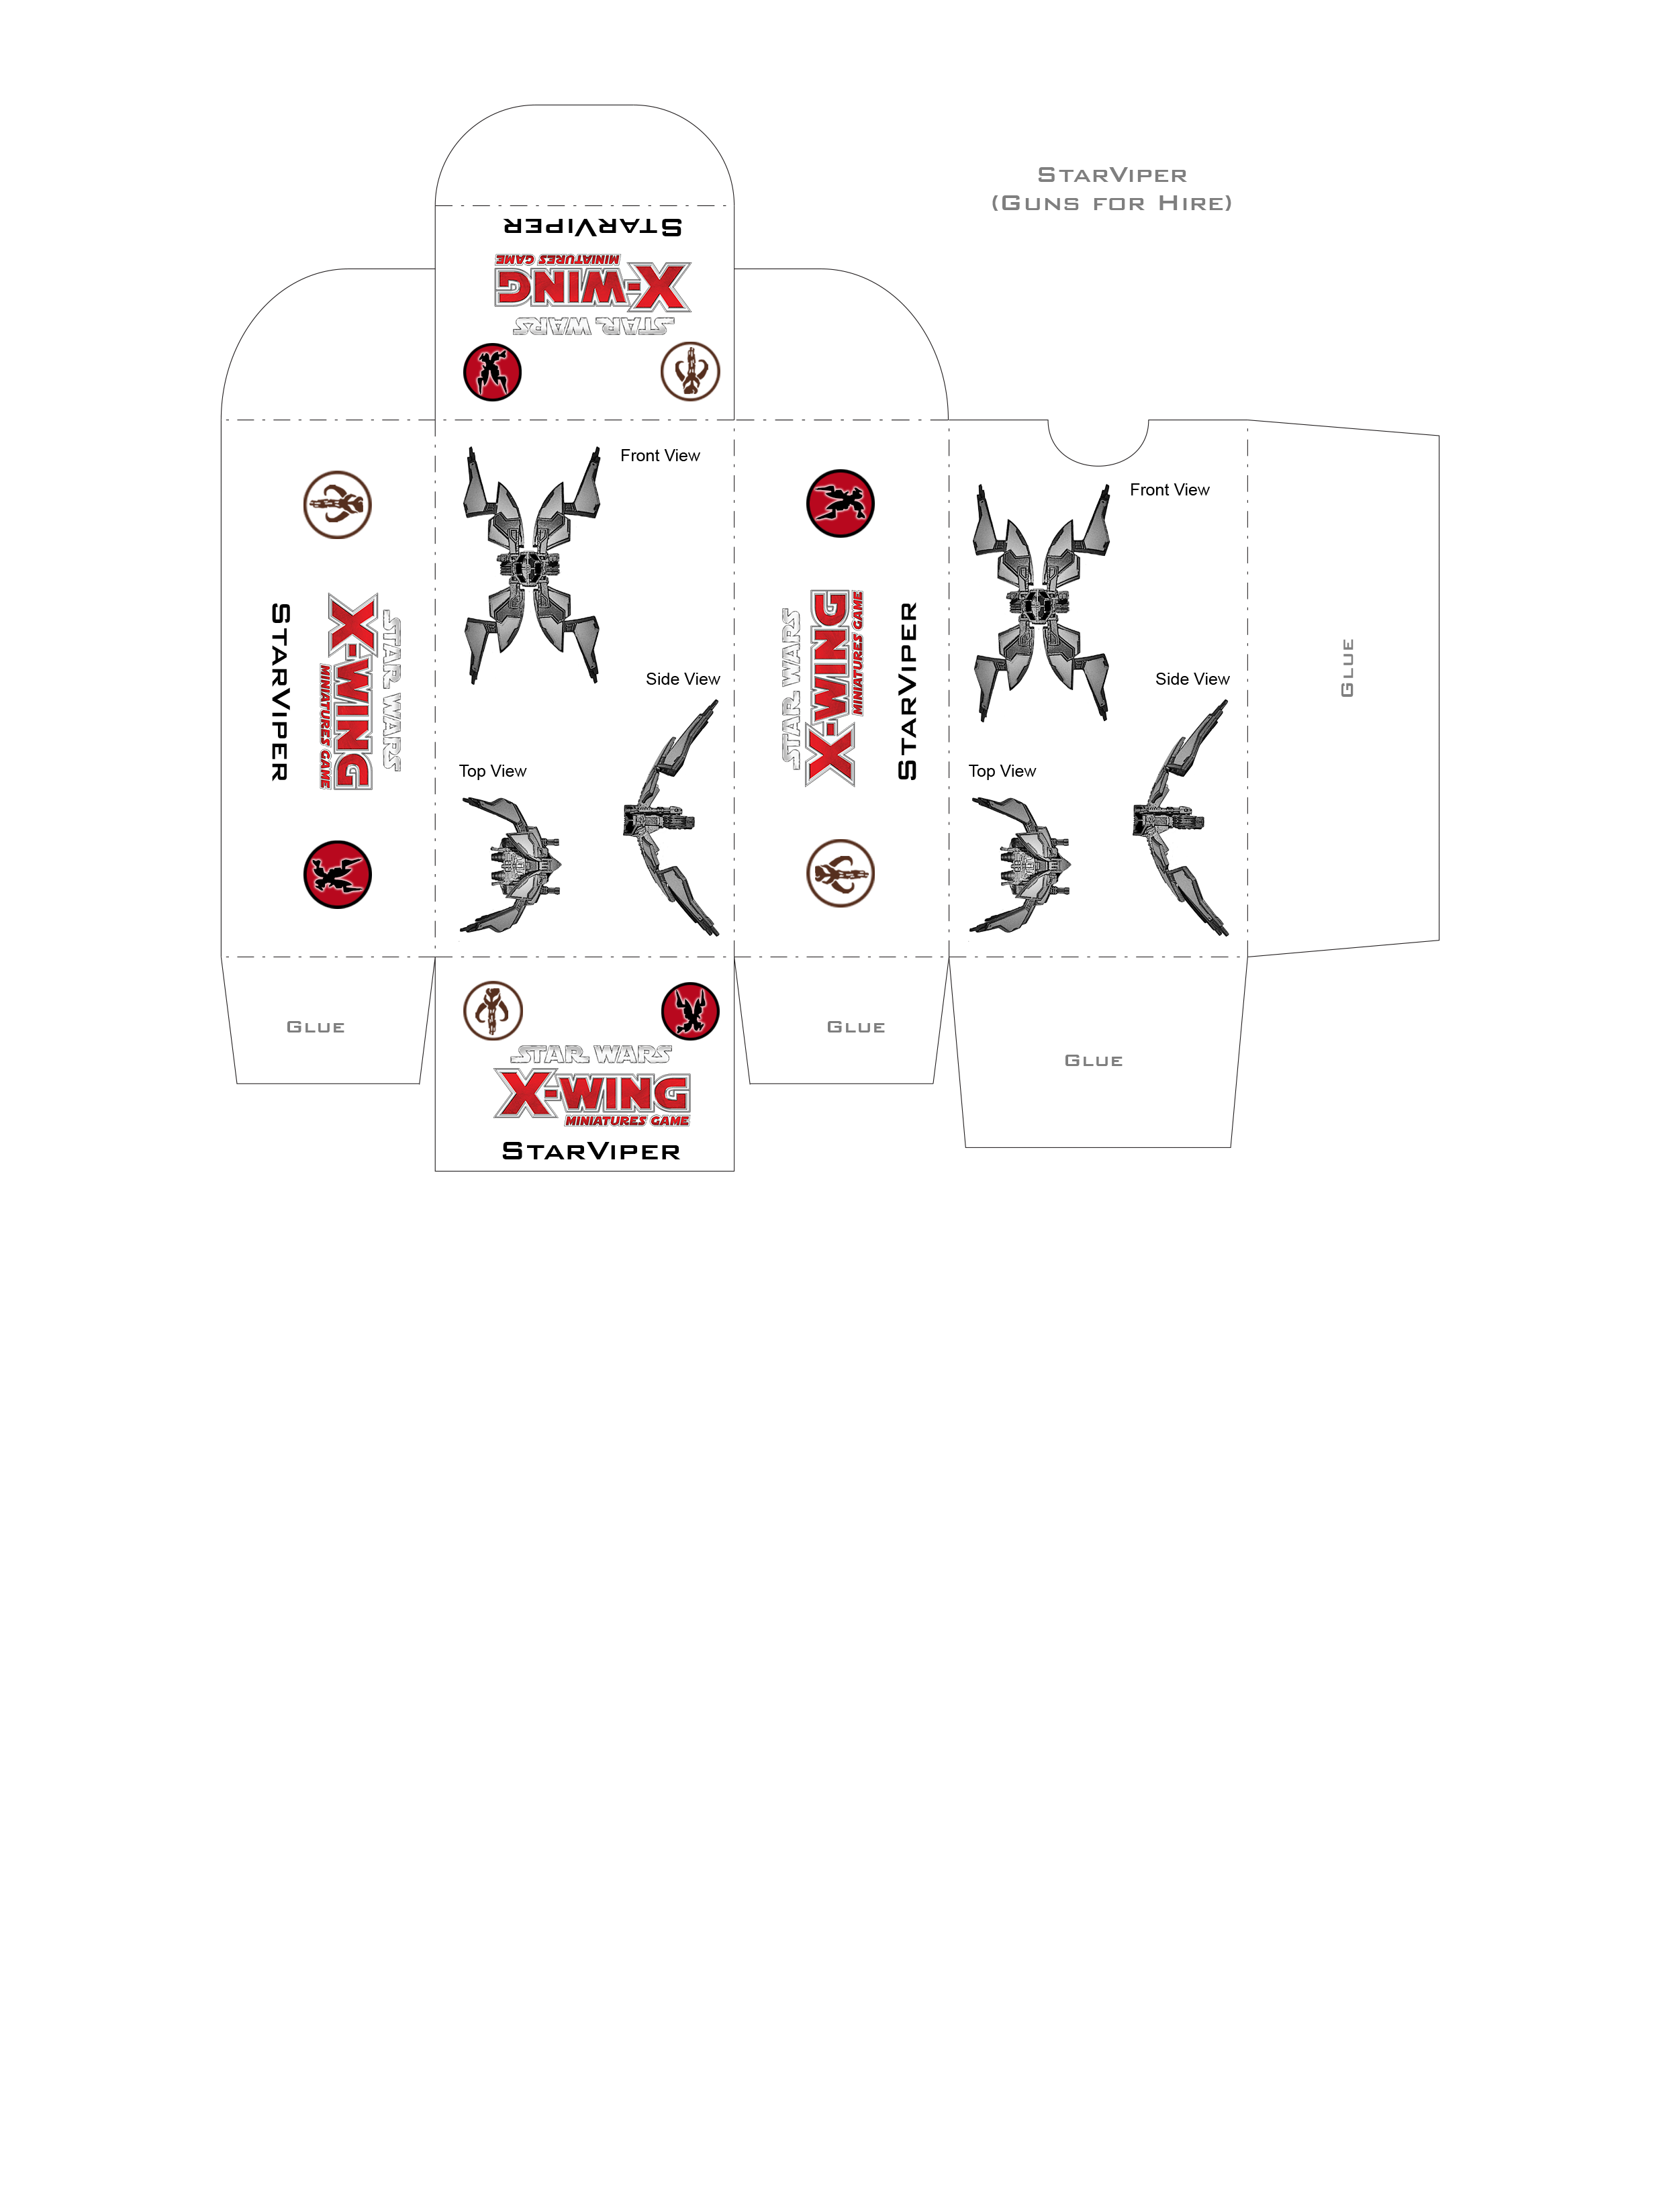 StarViper
(Guns for Hire)
StarViper
X-WING
MINIATURES GAME
STAR WARS
Front View
Side View
Top View
STAR WARS
X-WING
MINIATURES GAME
StarViper
STAR WARS
X-WING
MINIATURES GAME
StarViper
Front View
Side View
Top View
Glue
Glue
STAR WARS
X-WING
MINIATURES GAME
StarViper
Glue
Glue